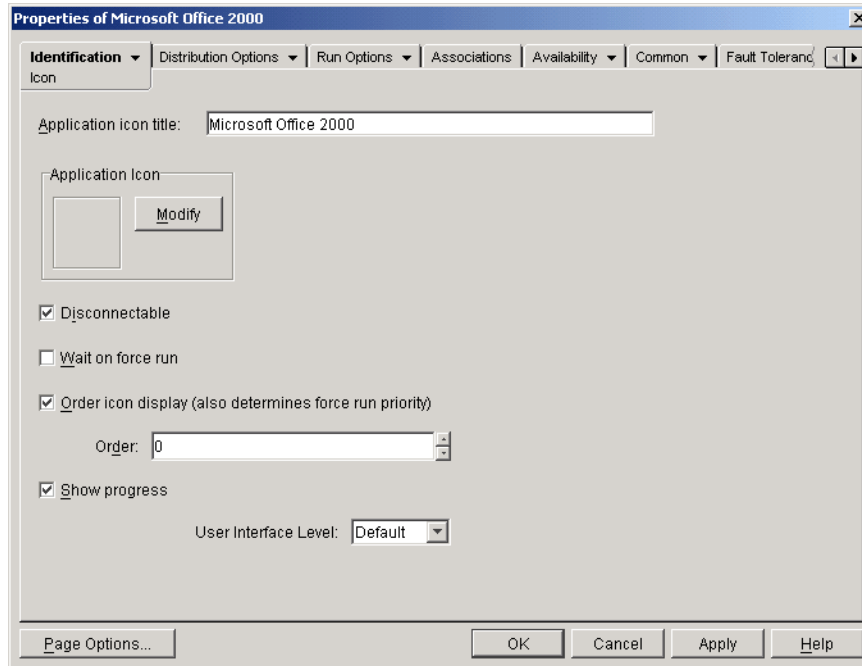 Properties of Microsoft Office 2000
Identification Distribution Options Run Options Associations Availability Common Fault Toleranc
Icon
Application icon title: Microsoft Office 2000
Application Icon
Modify
Disconnectable
Wait on force run
Order icon display (also determines force run priority)
Order: 0
Show progress
User Interface Level: Default
Page Options... OK Cancel Apply Help